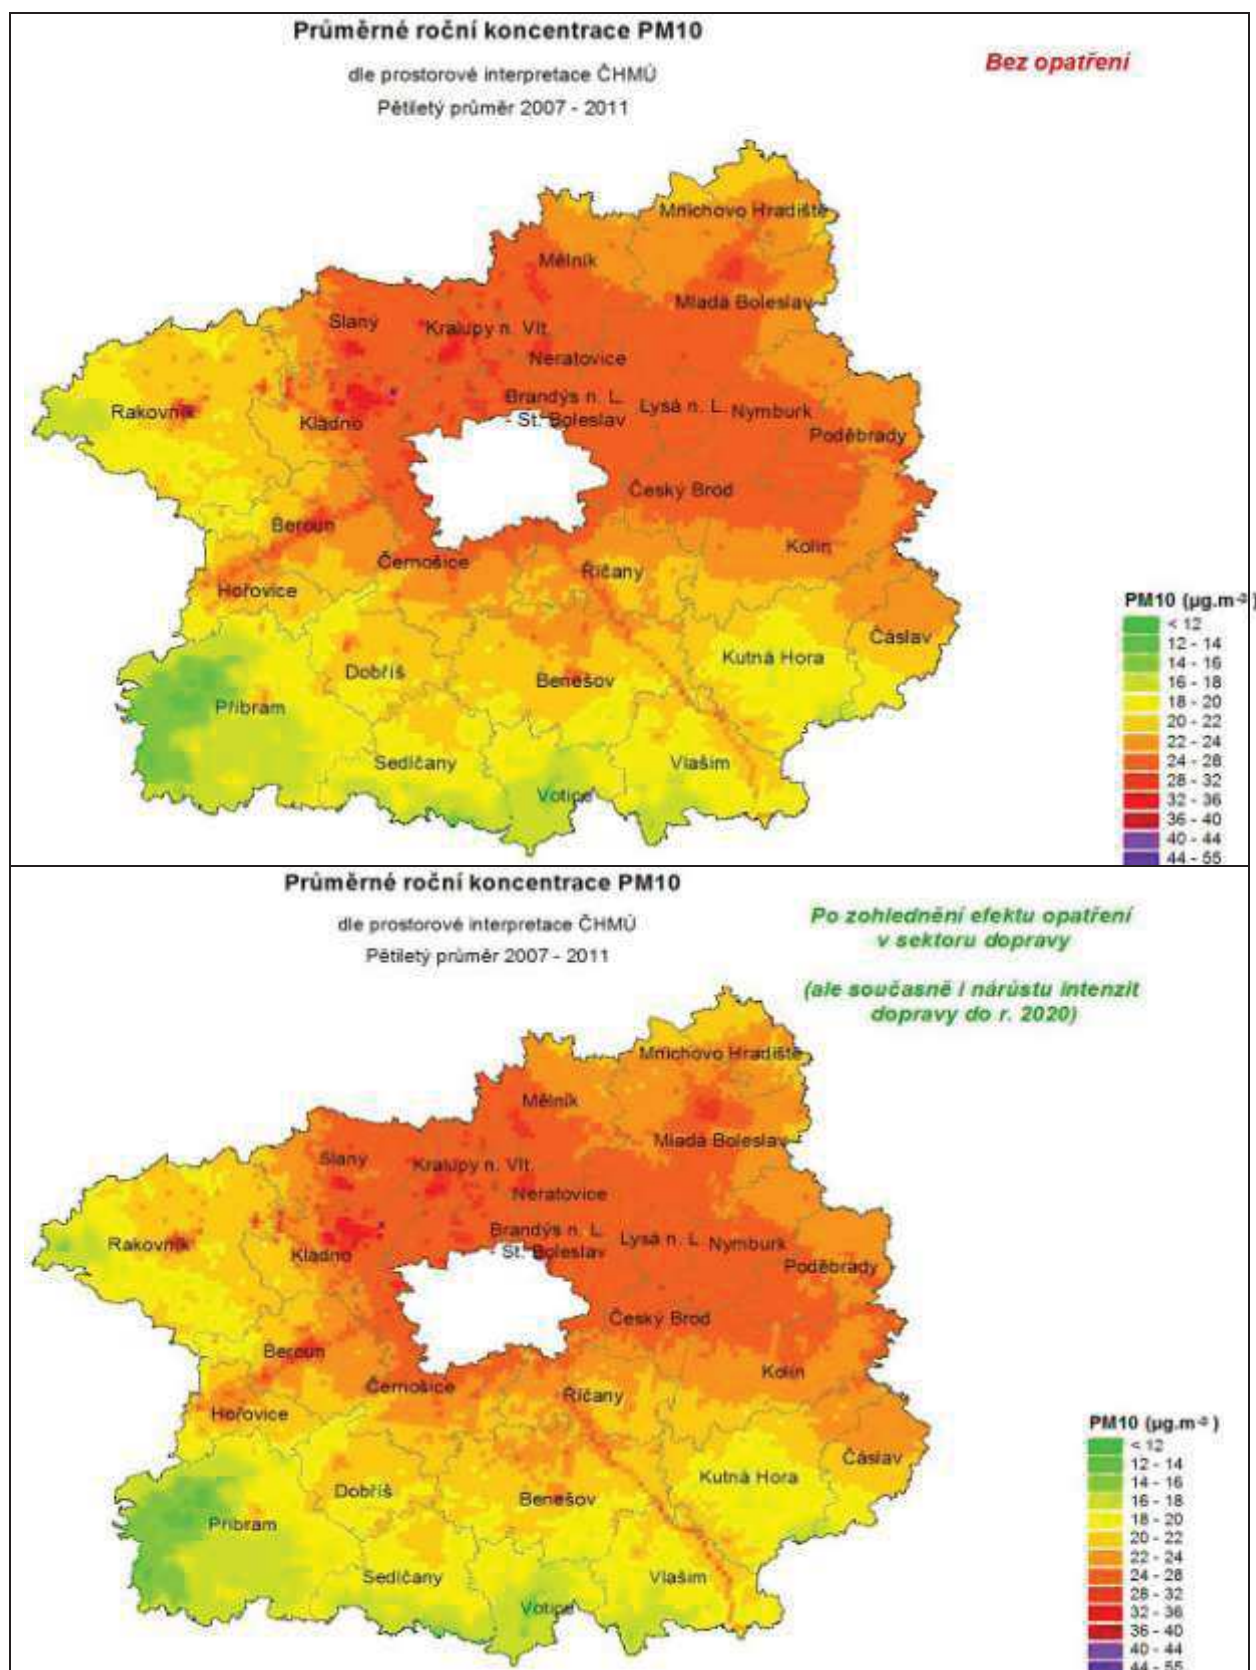 Průměrné roční koncentrace PM10
dle prostorové interpretace ČHMÚ
Pětiletý průměr 2007 - 2011
Bez opatření
Mnichovo Hradiště
Mělník
Mladá Boleslav
Slaný
Kralupy n. Vlt.
Neratovice
Brandýs n. L.
- St. Boleslav
Lysá n. L.
Nymburk
Rakovník
Kladno
Poděbrady
Český Brod
Beroun
Kolín
Černošice
Říčany
Hořovice
Čáslav
Kutná Hora
Dobříš
Benešov
Příbram
Sedlčany
Vlašim
Votice
PM10 (µg.m-3)
< 12
12 - 14
14 - 16
16 - 18
18 - 20
20 - 22
22 - 24
24 - 28
28 - 32
32 - 36
36 - 40
40 - 44
44 - 55
Průměrné roční koncentrace PM10
dle prostorové interpretace ČHMÚ
Pětiletý průměr 2007 - 2011
Po zohlednění efektu opatření
v sektoru dopravy
(ale současně i nárůstu intenzit
dopravy do r. 2020)
Mnichovo Hradiště
Mělník
Mladá Boleslav
Slaný
Kralupy n. Vlt.
Neratovice
Brandýs n. L.
- St. Boleslav
Lysá n. L.
Nymburk
Rakovník
Kladno
Poděbrady
Český Brod
Beroun
Kolín
Černošice
Říčany
Hořovice
Čáslav
Kutná Hora
Dobříš
Benešov
Příbram
Sedlčany
Vlašim
Votice
PM10 (µg.m-3)
< 12
12 - 14
14 - 16
16 - 18
18 - 20
20 - 22
22 - 24
24 - 28
28 - 32
32 - 36
36 - 40
40 - 44
44 - 55